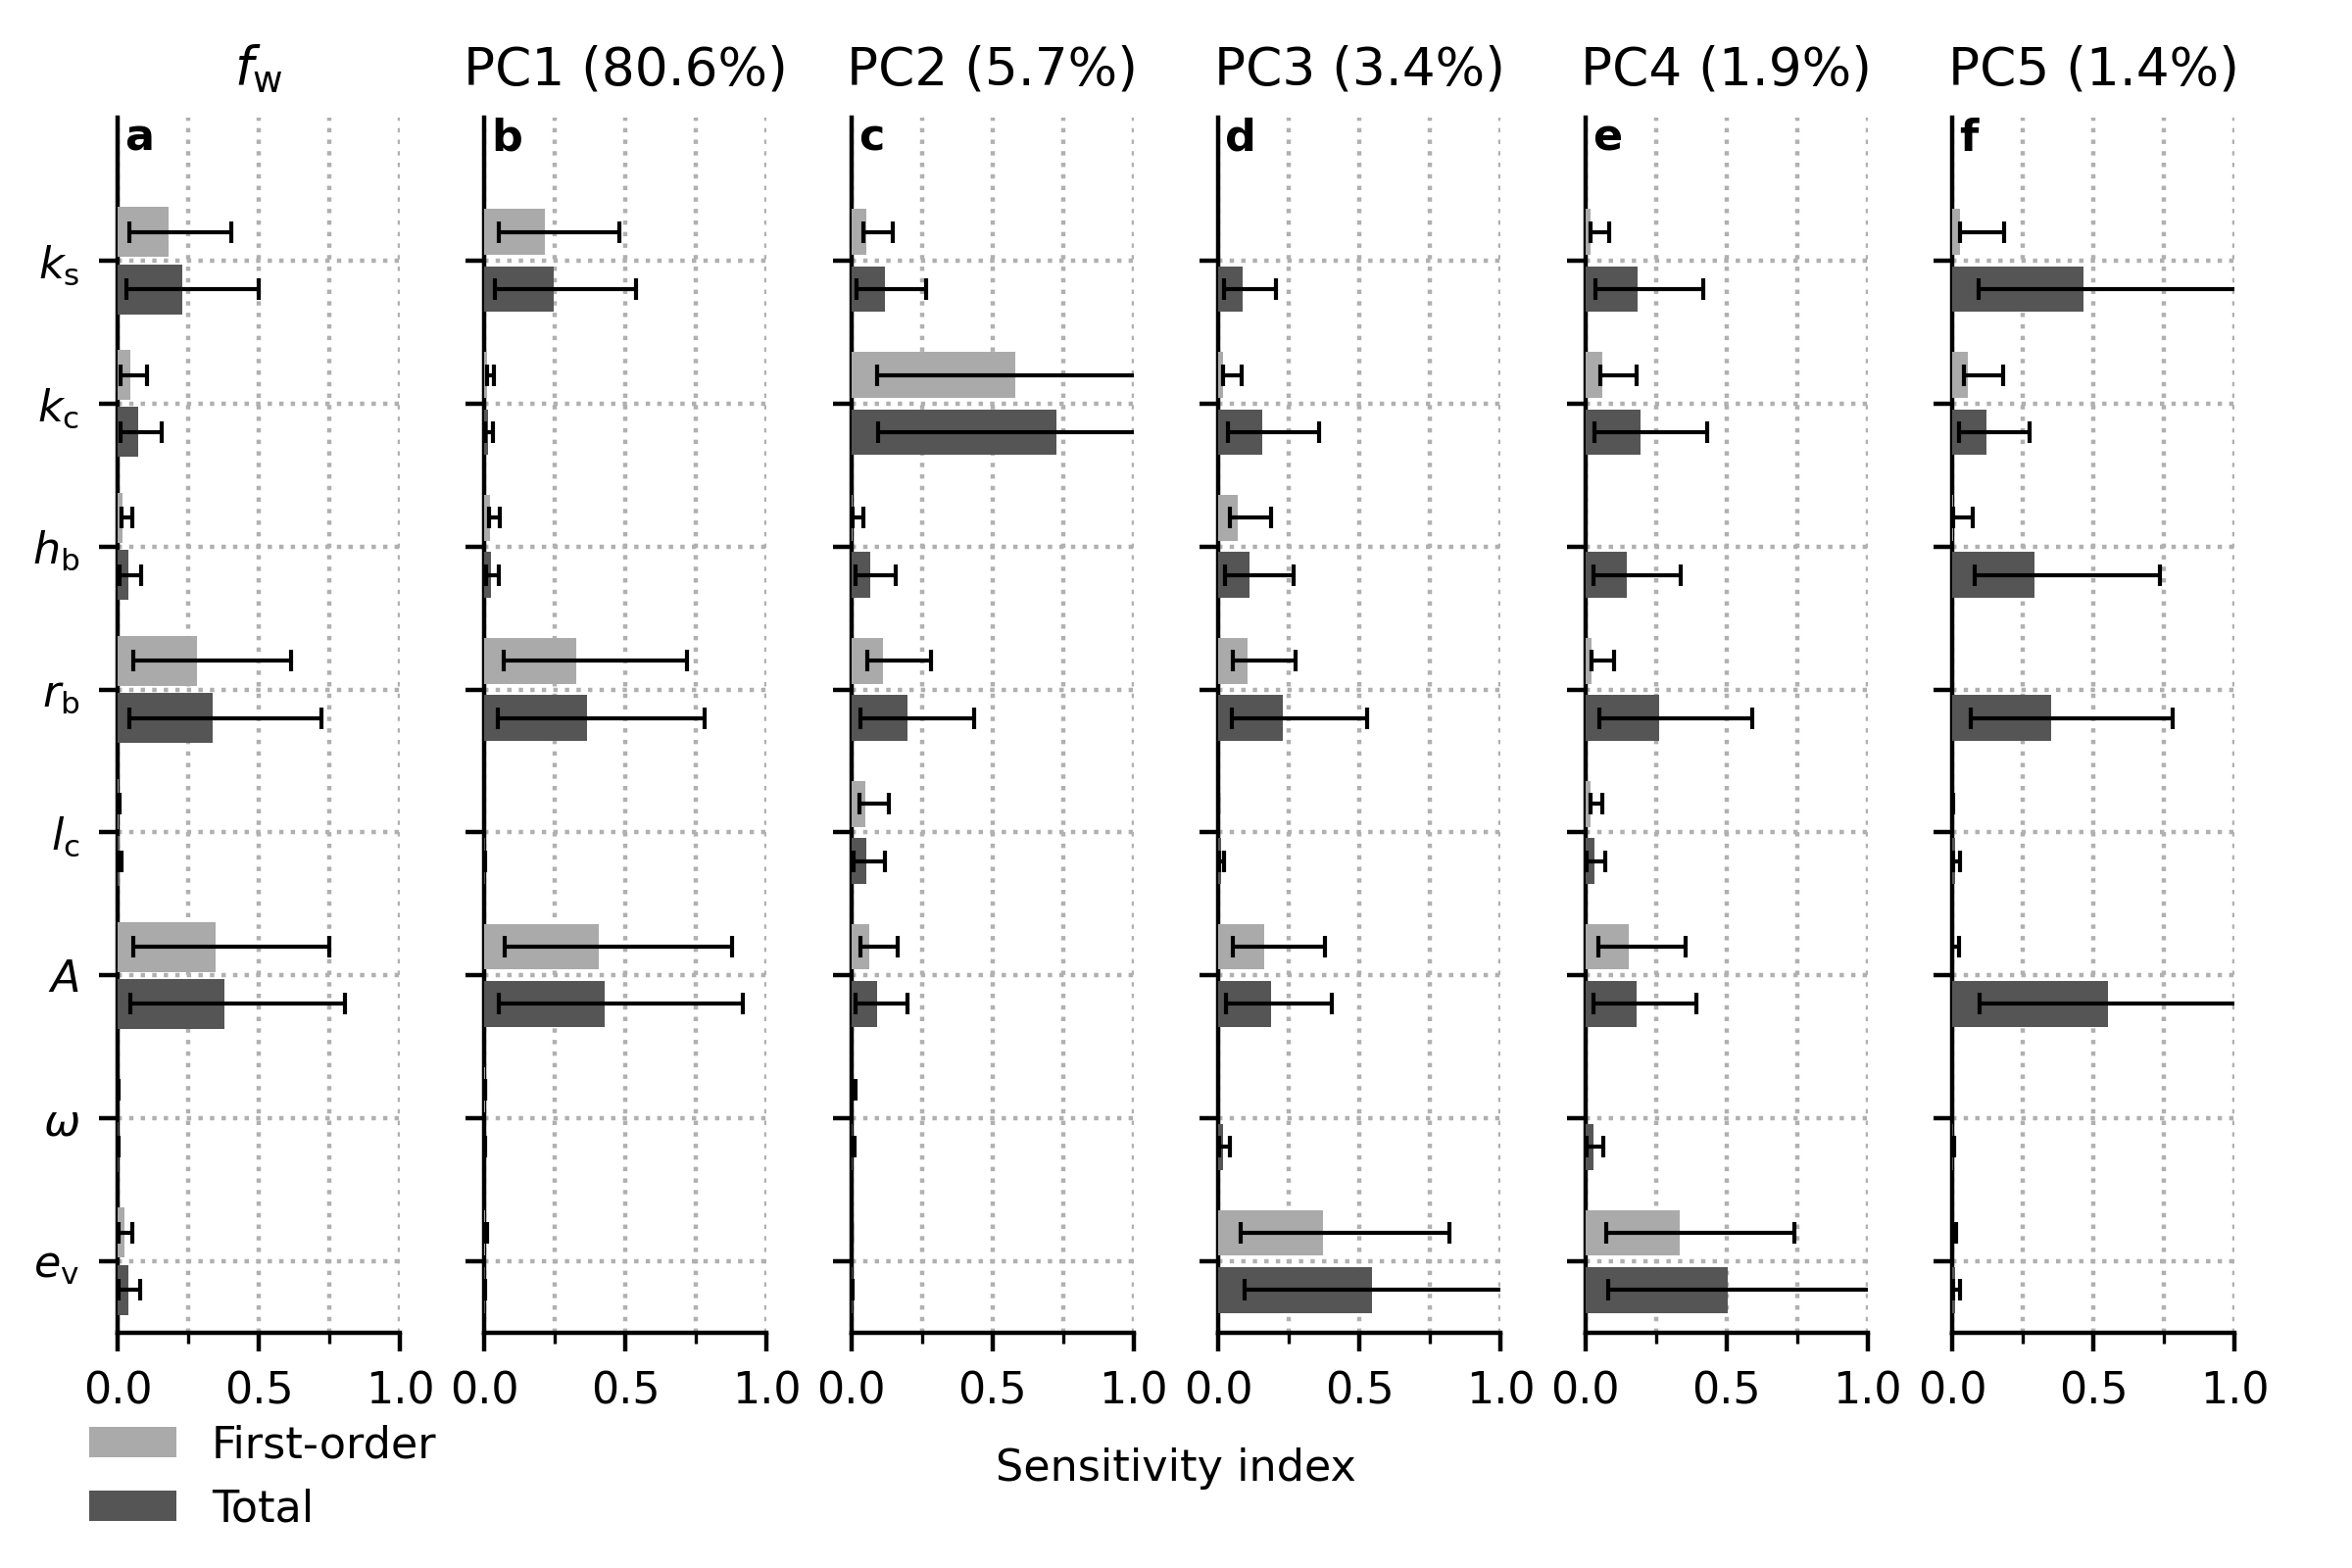 f_w PC1 (80.6%) PC2 (5.7%) PC3 (3.4%) PC4 (1.9%) PC5 (1.4%)
a b c d e f
k_s
k_c
h_b
r_b
l_c
A
ω
e_v
0.0 0.5 1.0 0.0 0.5 1.0 0.0 0.5 1.0 0.0 0.5 1.0 0.0 0.5 1.0 0.0 0.5 1.0
First-order
Sensitivity index
Total